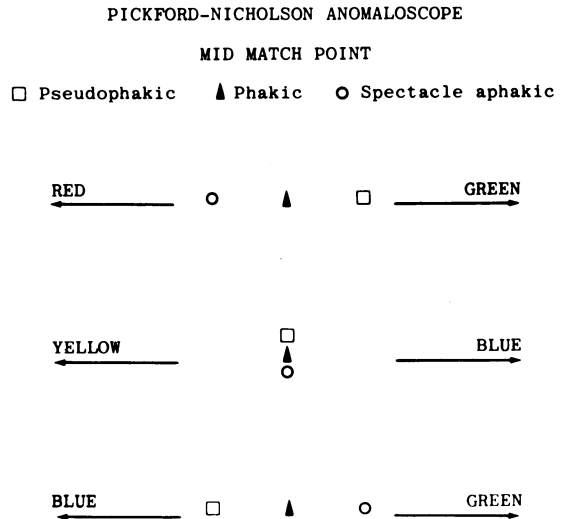 PICKFORD-NICHOLSON ANOMALOSCOPE
MID MATCH POINT
Pseudophakic Phakic Spectacle aphakic
RED GREEN
YELLOW BLUE
BLUE GREEN